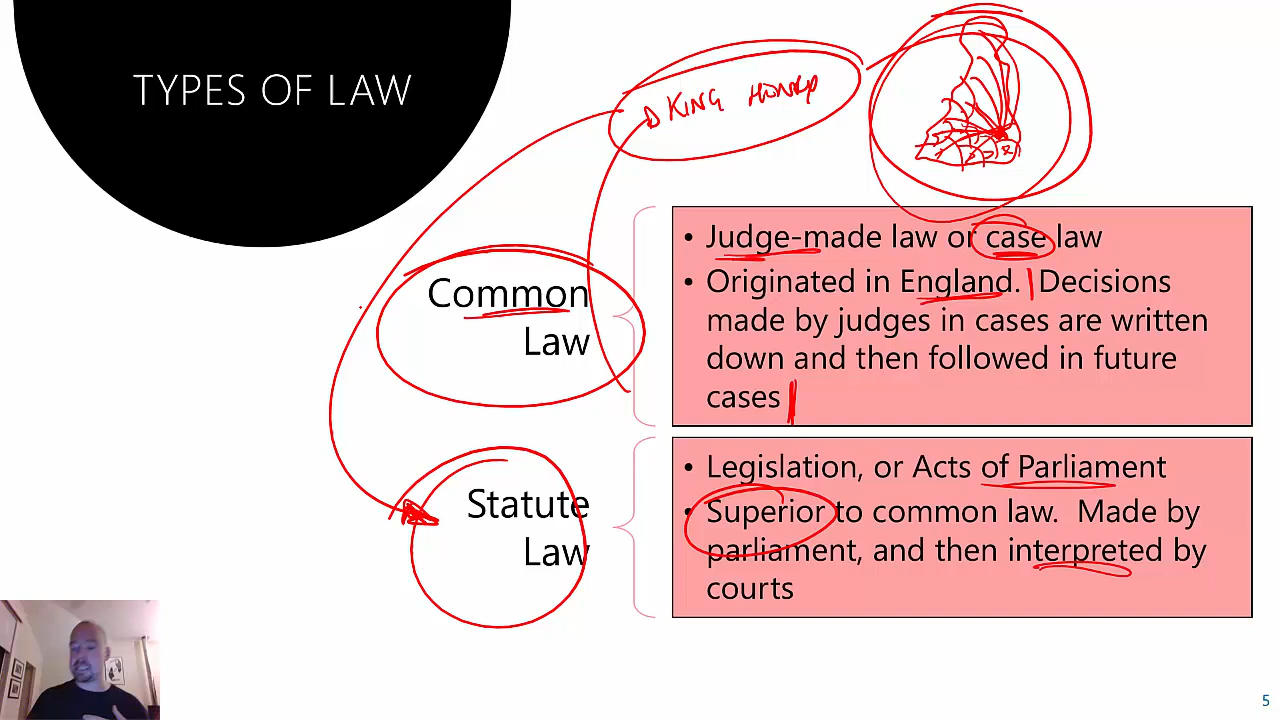 TYPES OF LAW
KING HENRY
Common
Law
• Judge-made law or case law
• Originated in England. Decisions
made by judges in cases are written
down and then followed in future
cases
Statute
Law
• Legislation, or Acts of Parliament
• Superior to common law. Made by
parliament, and then interpreted by
courts
5